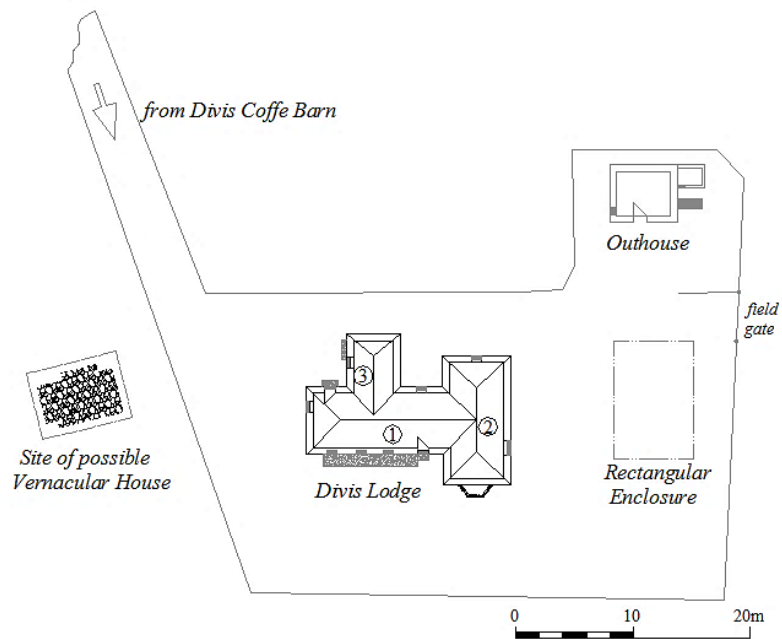 from Divis Coffe Barn
Outhouse
field
gate
3
1
2
Site of possible
Vernacular House
Divis Lodge
Rectangular
Enclosure
0 10 20m